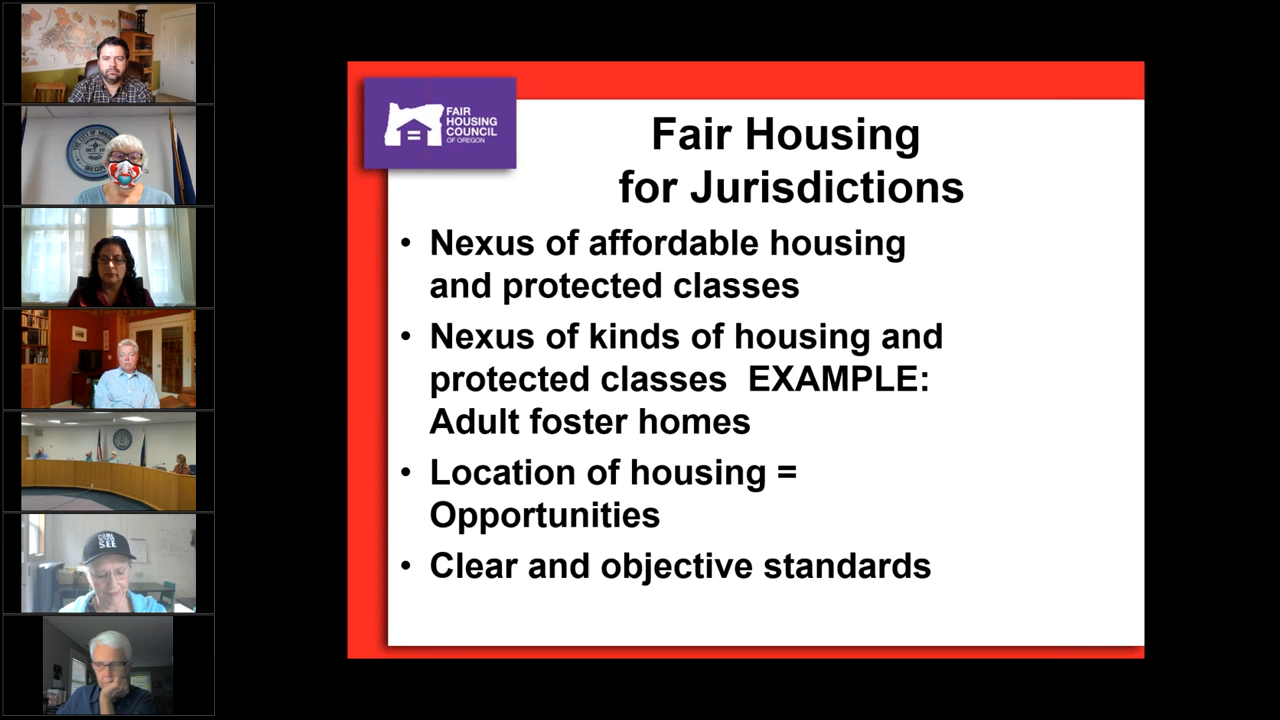 FAIR
HOUSING
COUNCIL
OF OREGON
Fair Housing
for Jurisdictions
• Nexus of affordable housing
and protected classes
• Nexus of kinds of housing and
protected classes EXAMPLE:
Adult foster homes
• Location of housing =
Opportunities
• Clear and objective standards
SEE